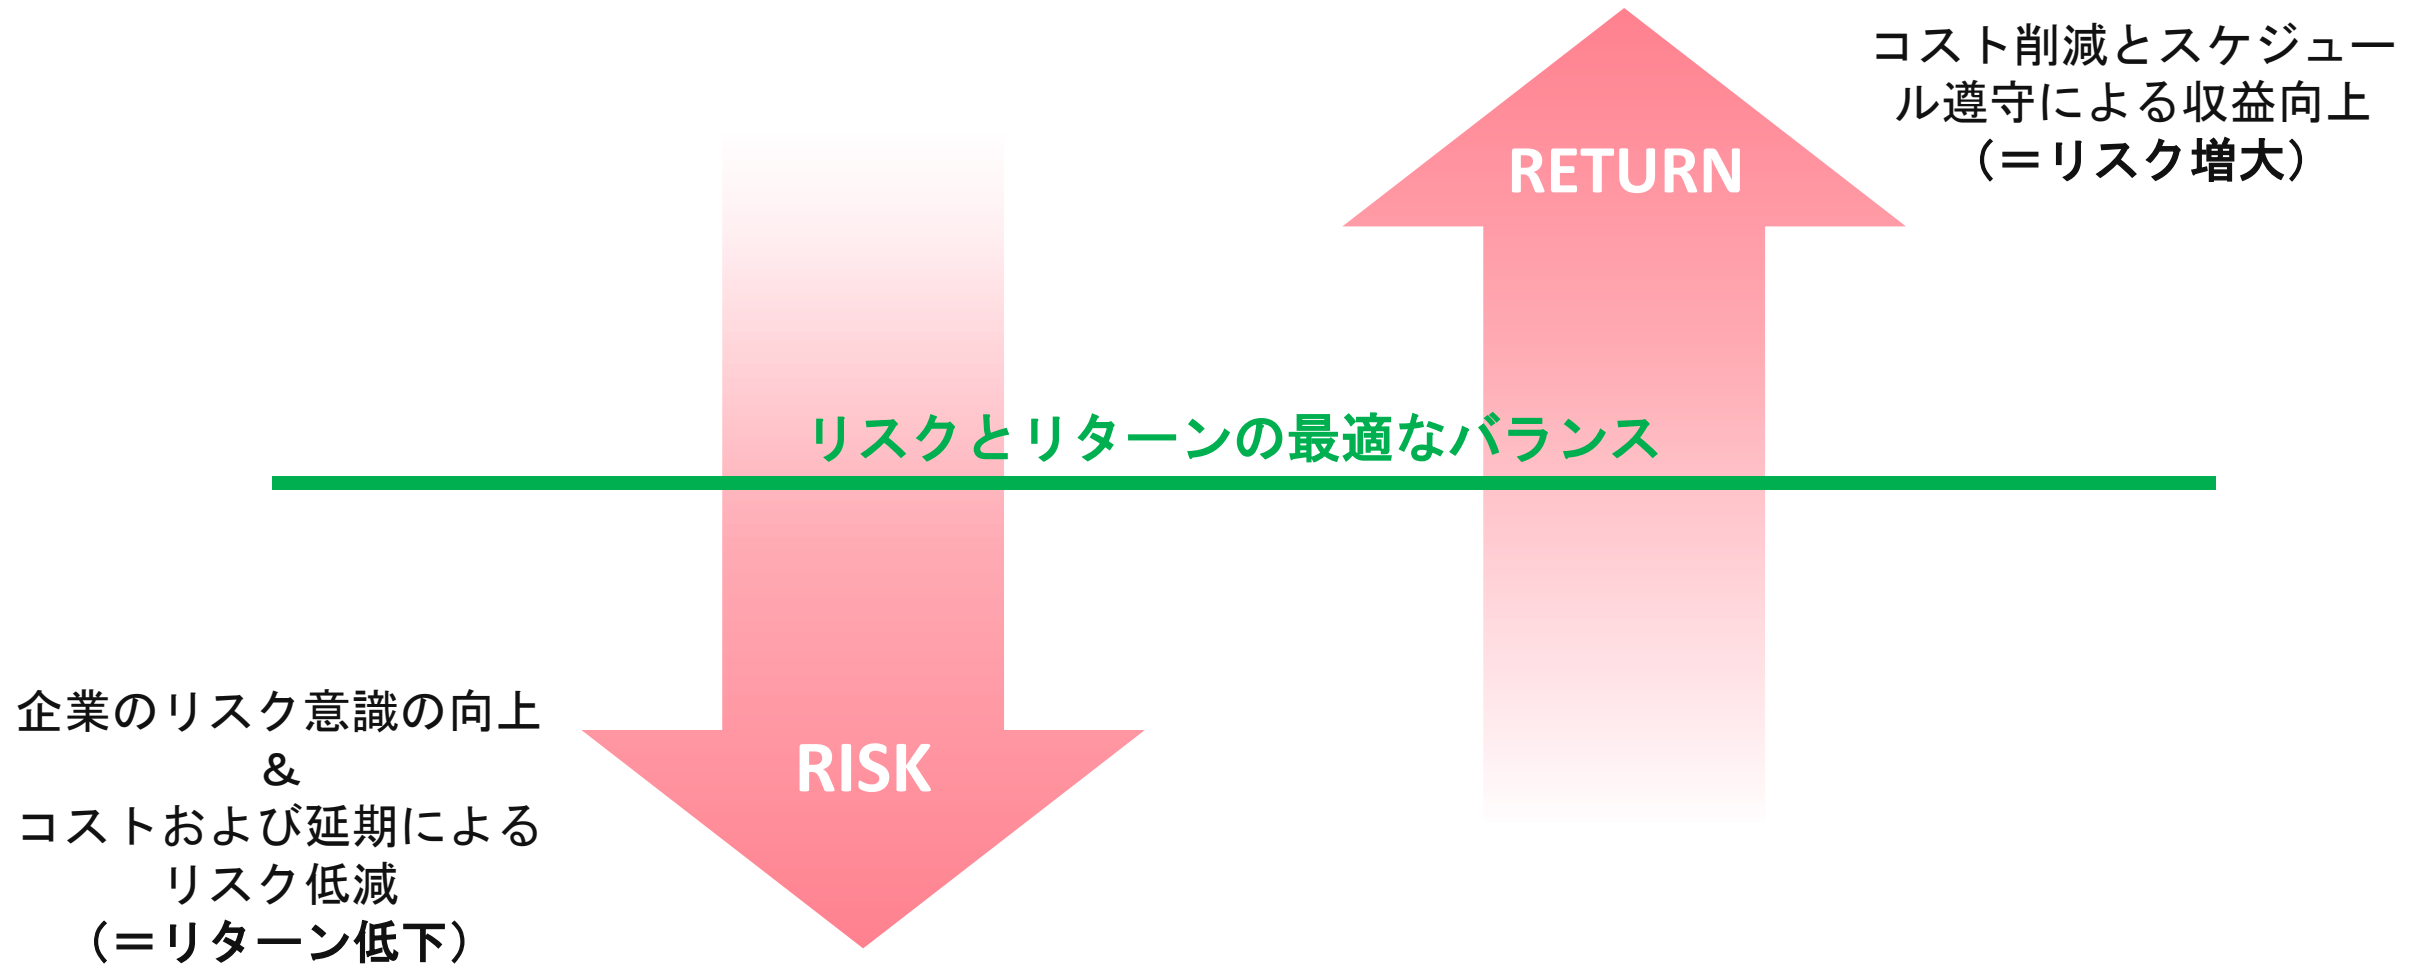 コスト削減とスケジュー
ル遵守による収益向上
（＝リスク増大）
RETURN
リスクとリターンの最適なバランス
企業のリスク意識の向上
&
コストおよび延期による
リスク低減
（＝リターン低下）
RISK